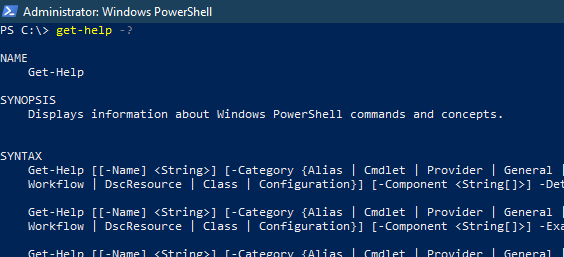 Administrator: Windows PowerShell
PS C:\> get-help -?
NAME
Get-Help
SYNOPSIS
Displays information about Windows PowerShell commands and concepts.
SYNTAX
Get-Help [[-Name] <String>] [-Category {Alias | Cmdlet | Provider | General |
Workflow | DscResource | Class | Configuration}] [-Component <String[]>] -Det
Get-Help [[-Name] <String>] [-Category {Alias | Cmdlet | Provider | General |
Workflow | DscResource | Class | Configuration}] [-Component <String[]>] -Exa
Get-Help [[-Name] <String>] [-Category {Alias | Cmdlet | Provider | General |